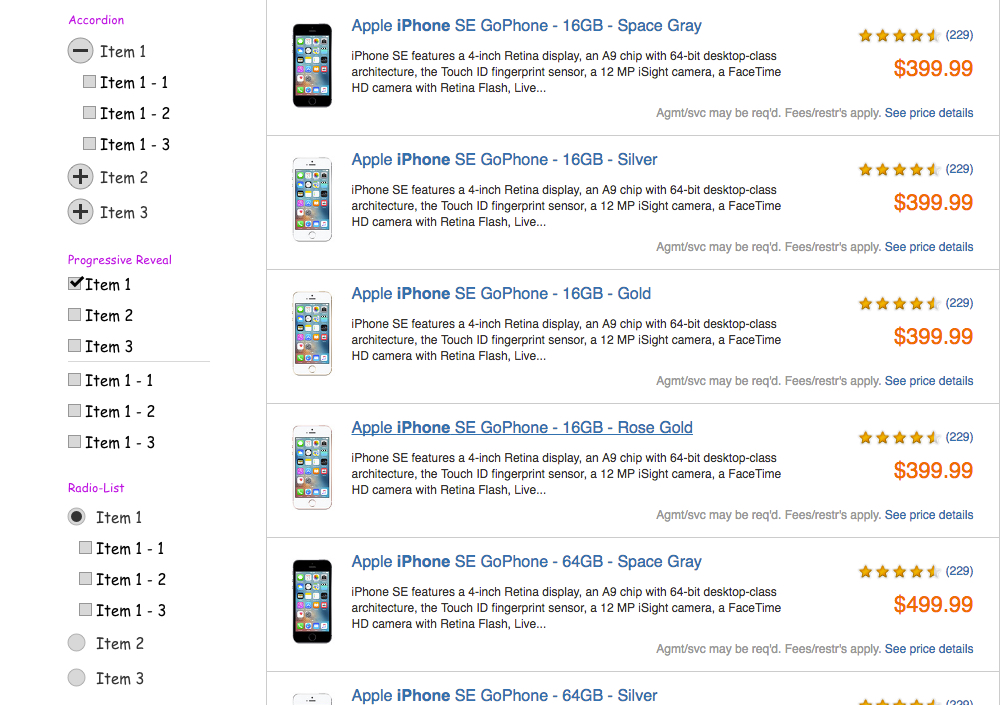 Accordion
Item 1
Item 1 - 1
Item 1 - 2
Item 1 - 3
Item 2
Item 3
Progressive Reveal
Item 1
Item 2
Item 3
Item 1 - 1
Item 1 - 2
Item 1 - 3
Radio-List
Item 1
Item 1 - 1
Item 1 - 2
Item 1 - 3
Item 2
Item 3
Apple iPhone SE GoPhone - 16GB - Space Gray
(229)
iPhone SE features a 4-inch Retina display, an A9 chip with 64-bit desktop-class
architecture, the Touch ID fingerprint sensor, a 12 MP iSight camera, a FaceTime
HD camera with Retina Flash, Live...
$399.99
Agmt/svc may be req'd. Fees/restr's apply. See price details
Apple iPhone SE GoPhone - 16GB - Silver
(229)
iPhone SE features a 4-inch Retina display, an A9 chip with 64-bit desktop-class
architecture, the Touch ID fingerprint sensor, a 12 MP iSight camera, a FaceTime
HD camera with Retina Flash, Live...
$399.99
Agmt/svc may be req'd. Fees/restr's apply. See price details
Apple iPhone SE GoPhone - 16GB - Gold
(229)
iPhone SE features a 4-inch Retina display, an A9 chip with 64-bit desktop-class
architecture, the Touch ID fingerprint sensor, a 12 MP iSight camera, a FaceTime
HD camera with Retina Flash, Live...
$399.99
Agmt/svc may be req'd. Fees/restr's apply. See price details
Apple iPhone SE GoPhone - 16GB - Rose Gold
(229)
iPhone SE features a 4-inch Retina display, an A9 chip with 64-bit desktop-class
architecture, the Touch ID fingerprint sensor, a 12 MP iSight camera, a FaceTime
HD camera with Retina Flash, Live...
$399.99
Agmt/svc may be req'd. Fees/restr's apply. See price details
Apple iPhone SE GoPhone - 64GB - Space Gray
(229)
iPhone SE features a 4-inch Retina display, an A9 chip with 64-bit desktop-class
architecture, the Touch ID fingerprint sensor, a 12 MP iSight camera, a FaceTime
HD camera with Retina Flash, Live...
$499.99
Agmt/svc may be req'd. Fees/restr's apply. See price details
Apple iPhone SE GoPhone - 64GB - Silver
(229)